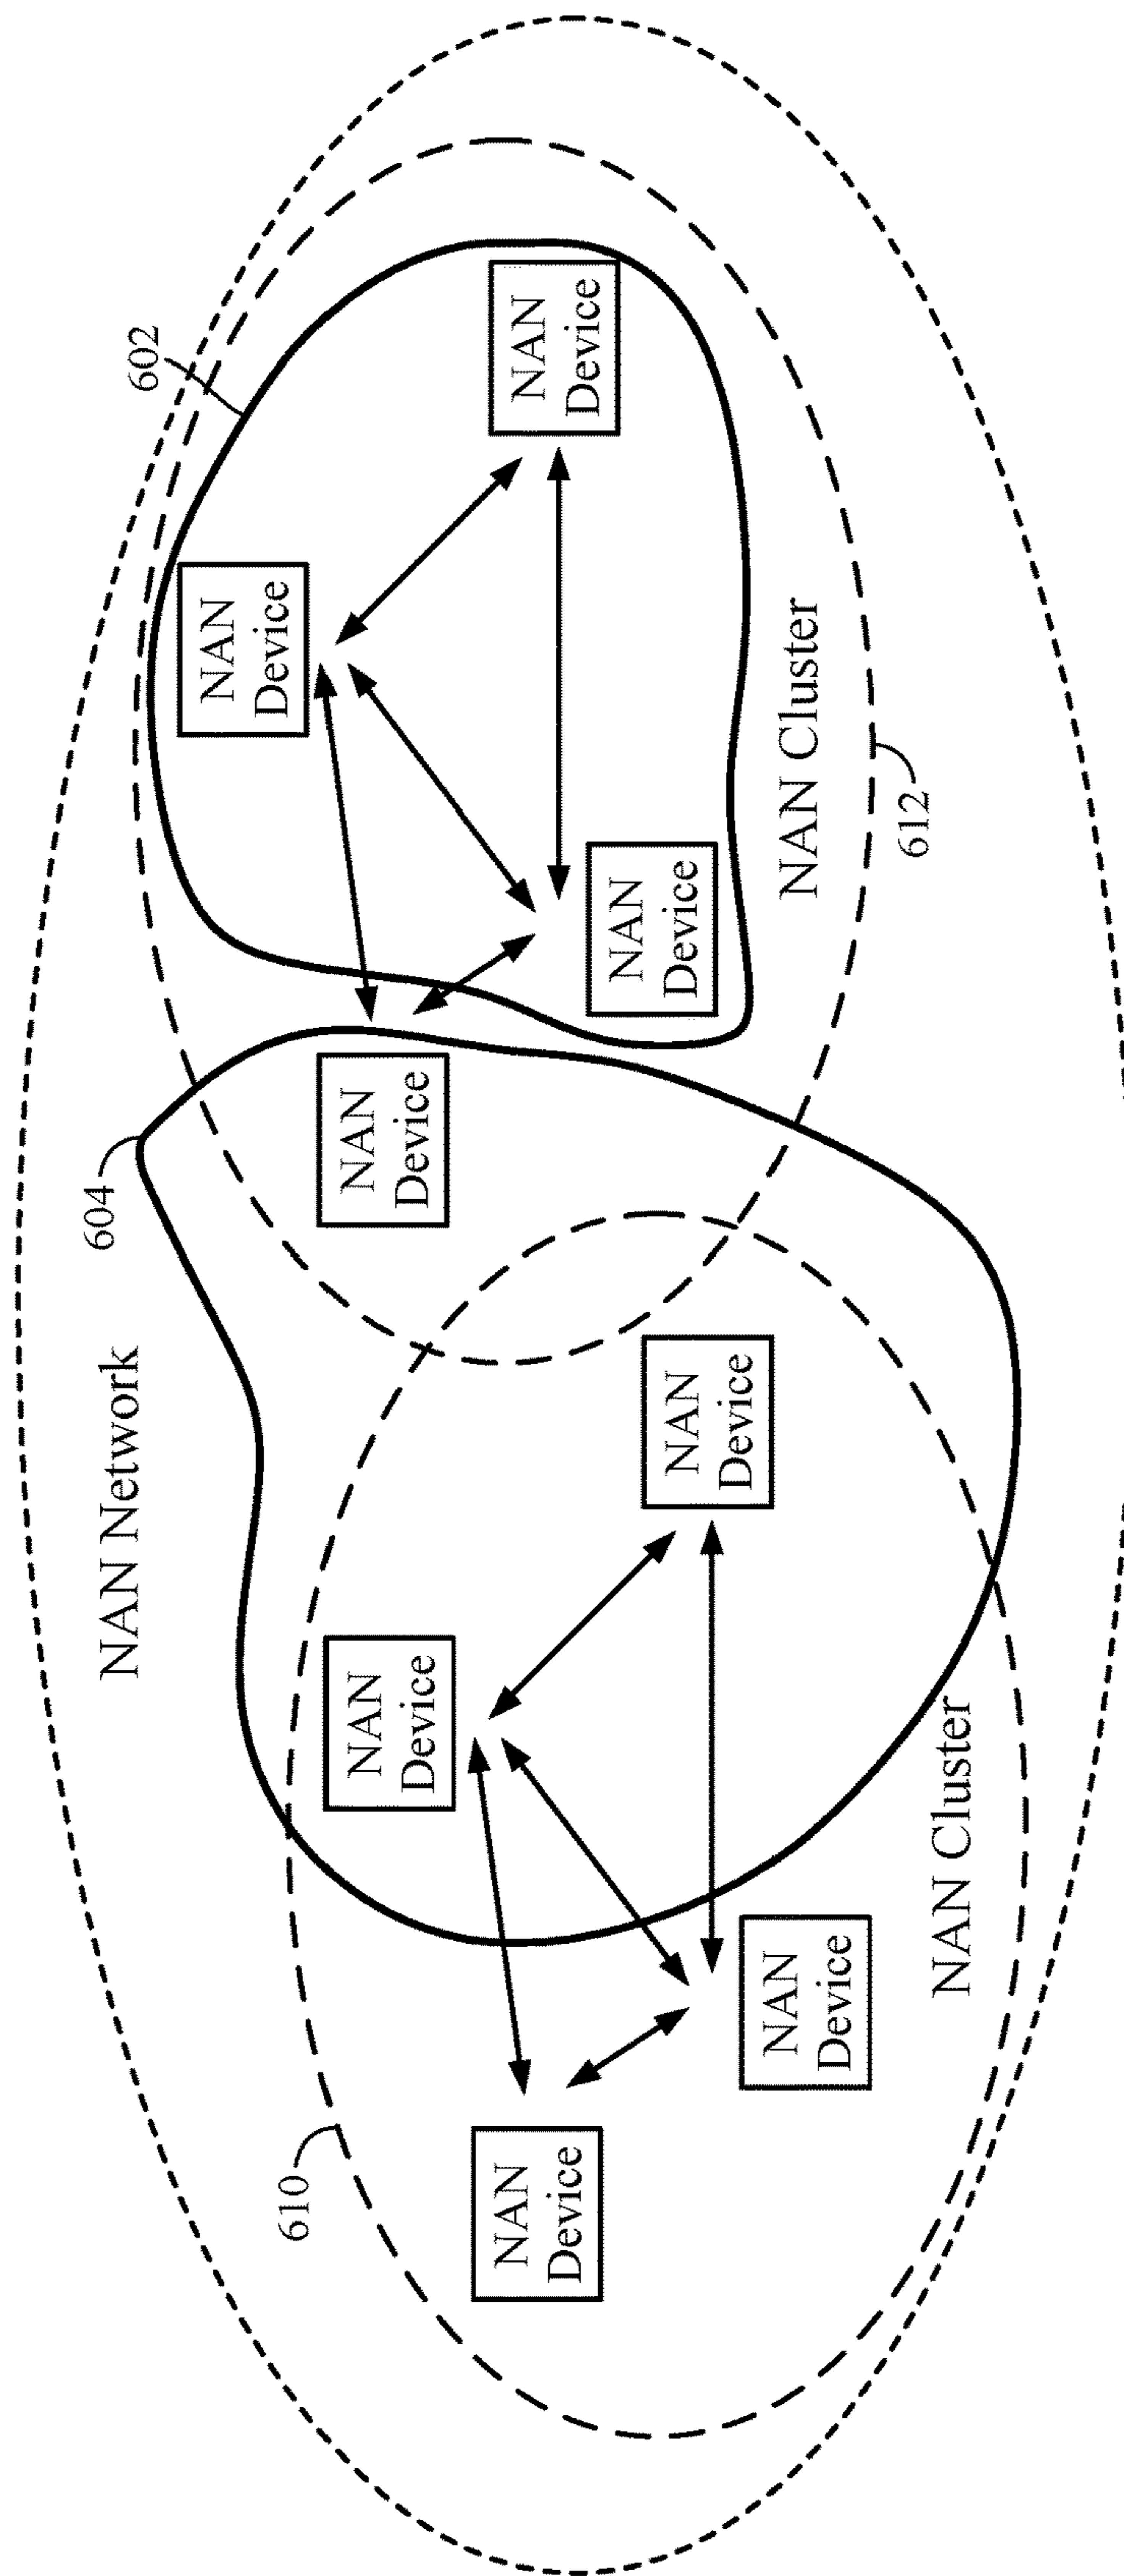 NAN Network
604
602
NAN
Device
610
NAN
Device
NAN
Device
NAN
Device
NAN
Device
NAN
Device
NAN
Device
NAN
Device
NAN Cluster
612
NAN Cluster